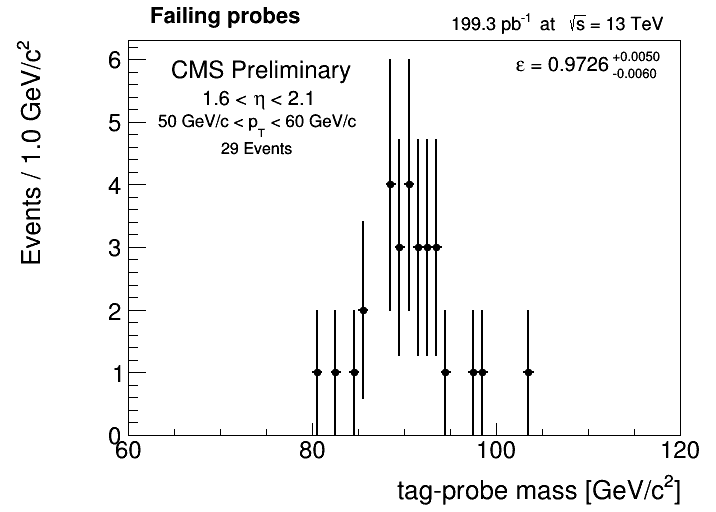 Failing probes
199.3 pb⁻¹ at √s = 13 TeV
CMS Preliminary
ε = 0.9726 +0.0050 -0.0060
1.6 < η < 2.1
50 GeV/c < p_T < 60 GeV/c
29 Events
Events / 1.0 GeV/c²
6
5
4
3
2
1
0
60 80 100 120
tag-probe mass [GeV/c²]